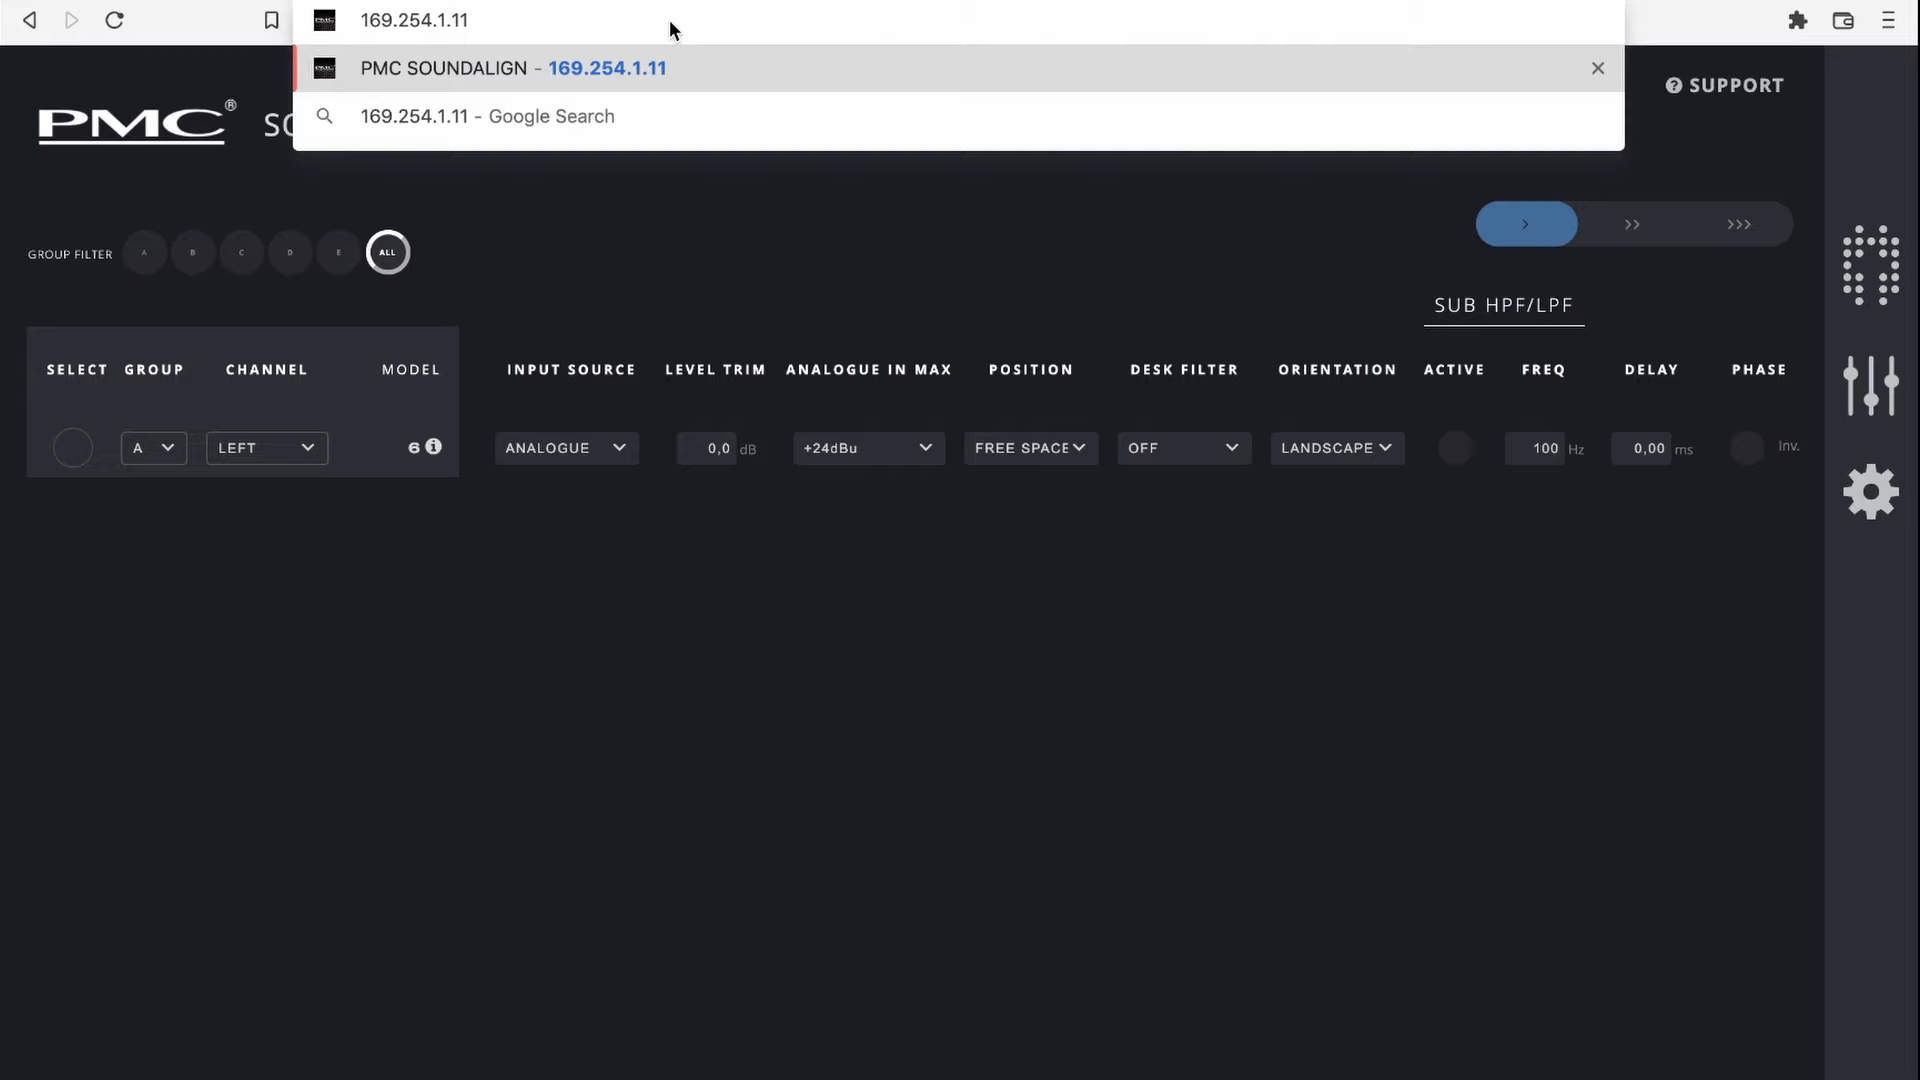 169.254.1.11
PMC SOUNDALIGN - 169.254.1.11
169.254.1.11 - Google Search
PMC® SO
SUPPORT
GROUP FILTER A B C D E ALL
> >> >>>
SUB HPF/LPF
SELECT GROUP CHANNEL MODEL INPUT SOURCE LEVEL TRIM ANALOGUE IN MAX POSITION DESK FILTER ORIENTATION ACTIVE FREQ DELAY PHASE
A LEFT 6 ANALOGUE 0,0 dB +24dBu FREE SPACE OFF LANDSCAPE 100 Hz 0,00 ms Inv.